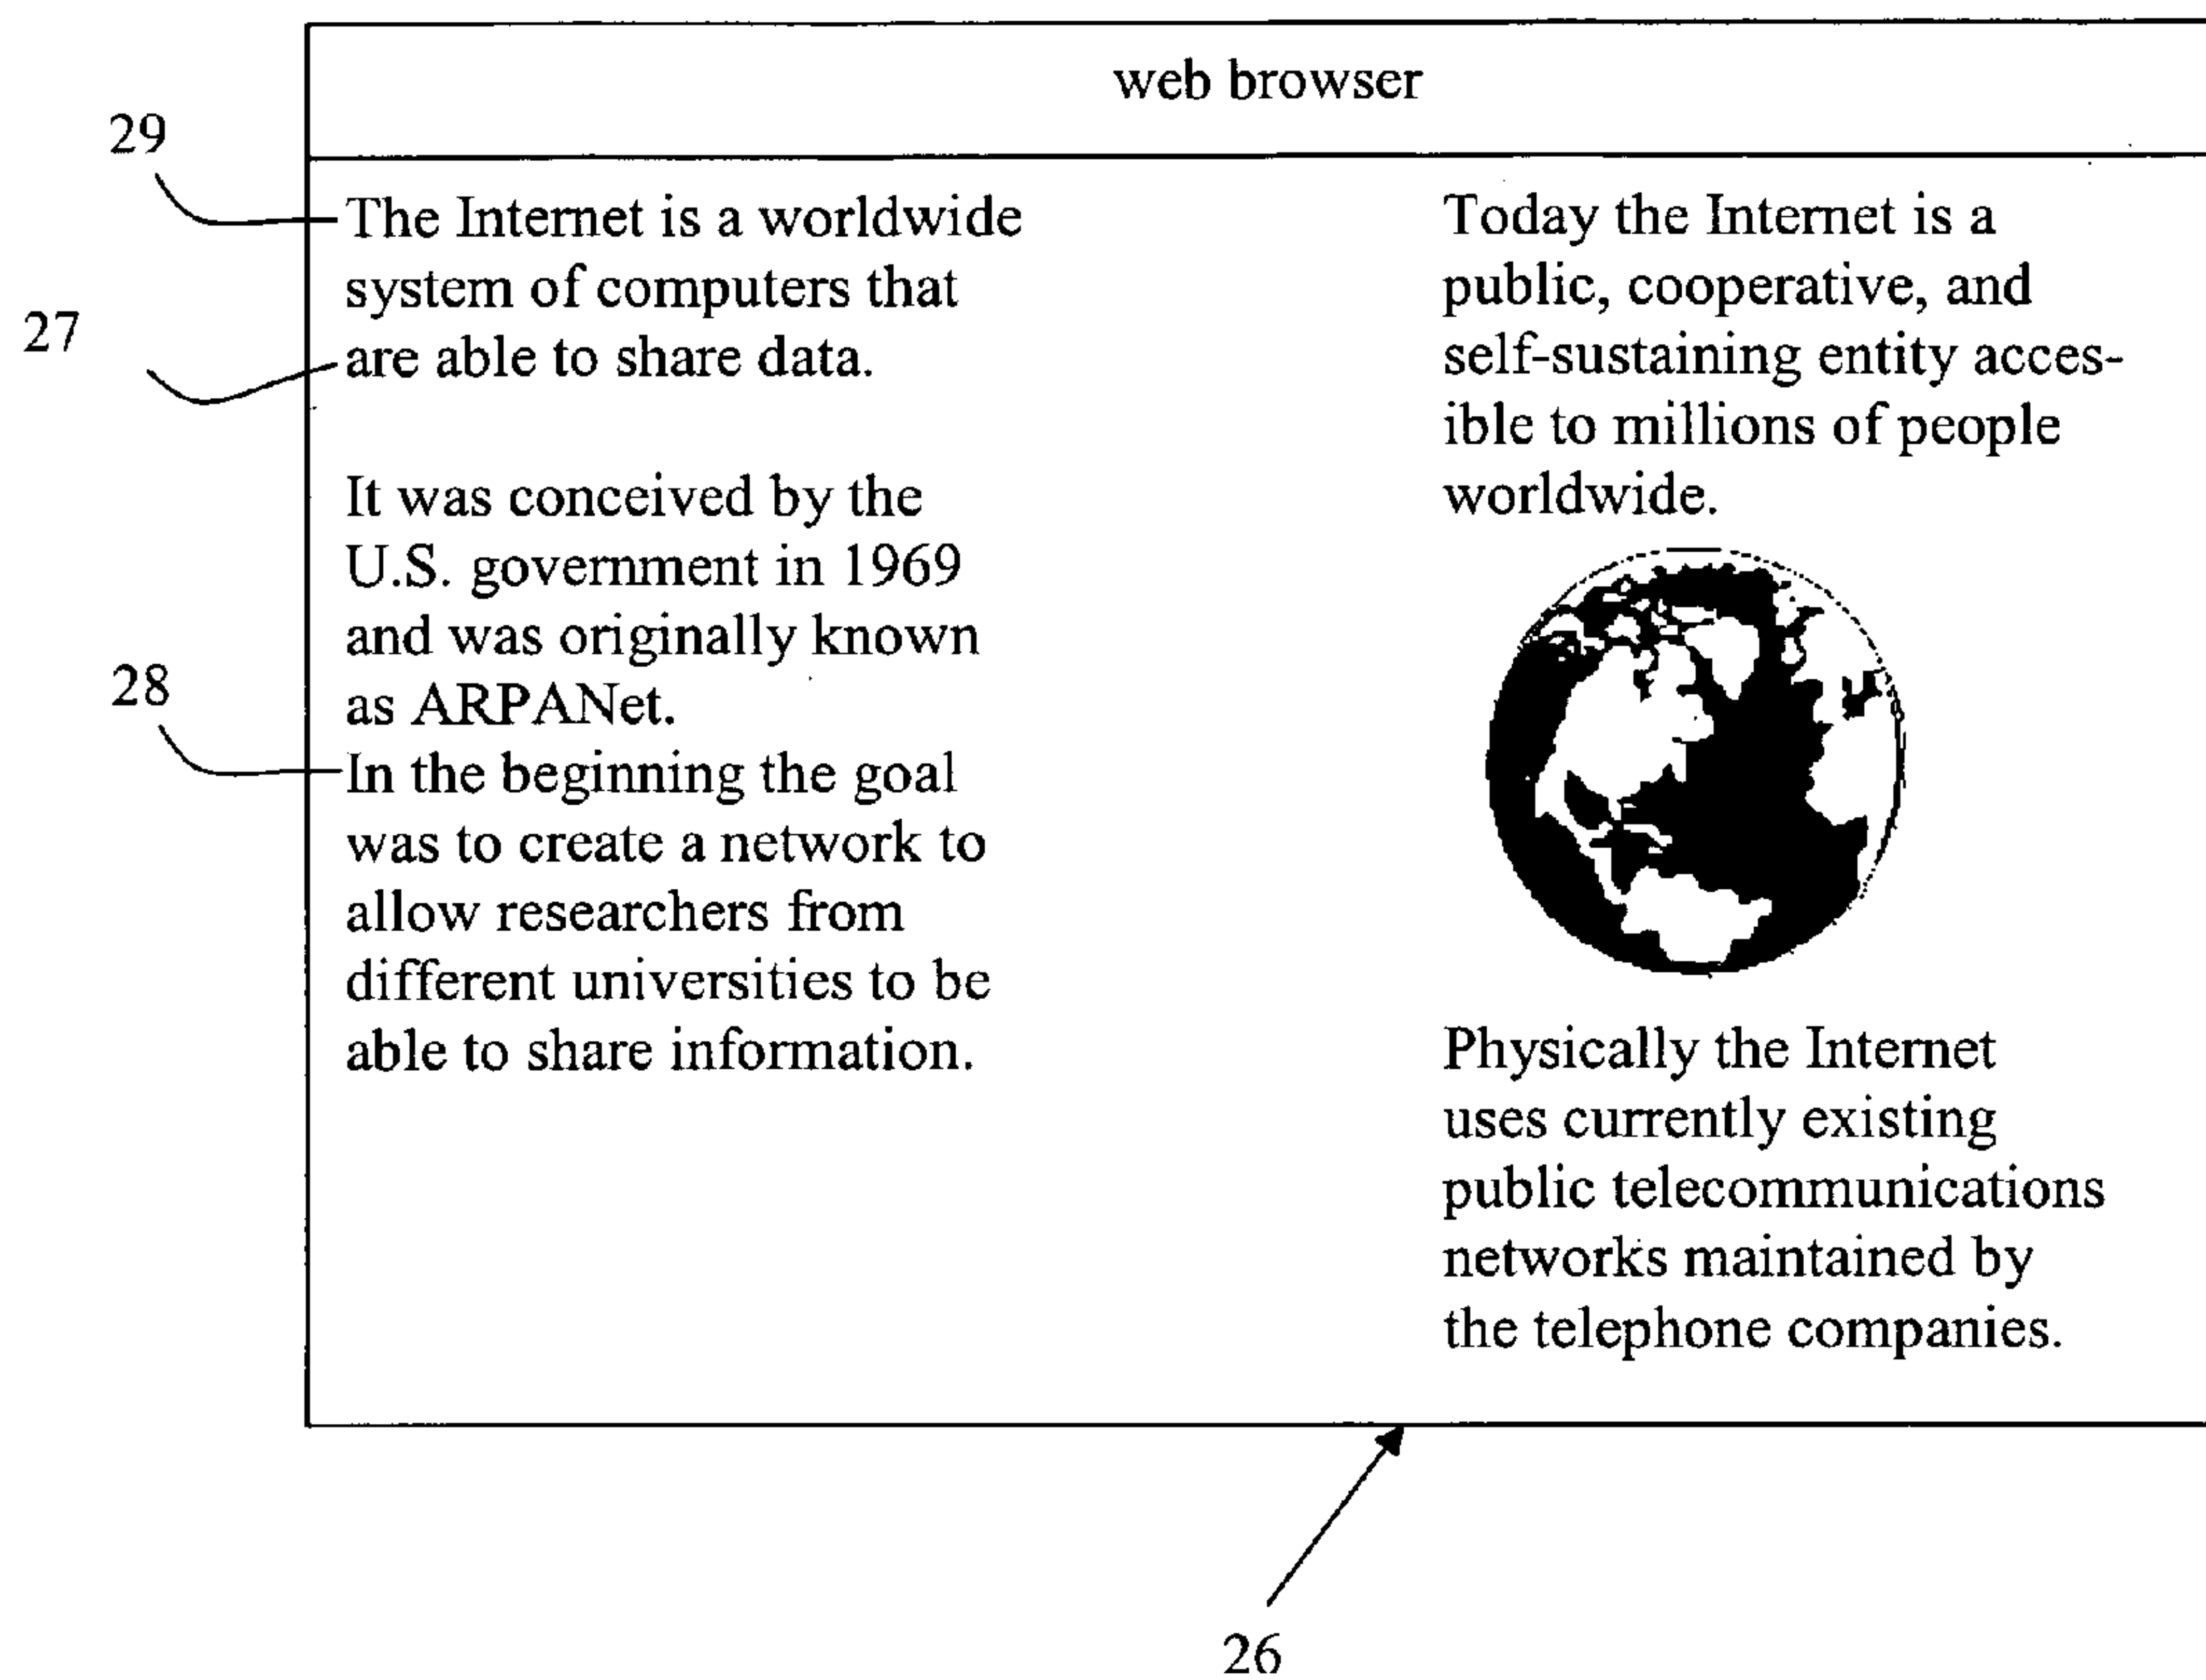 web browser
29
The Internet is a worldwide
system of computers that
27
are able to share data.
It was conceived by the
U.S. government in 1969
and was originally known
28
as ARPANet.
In the beginning the goal
was to create a network to
allow researchers from
different universities to be
able to share information.
Today the Internet is a
public, cooperative, and
self-sustaining entity acces-
ible to millions of people
worldwide.
Physically the Internet
uses currently existing
public telecommunications
networks maintained by
the telephone companies.
26